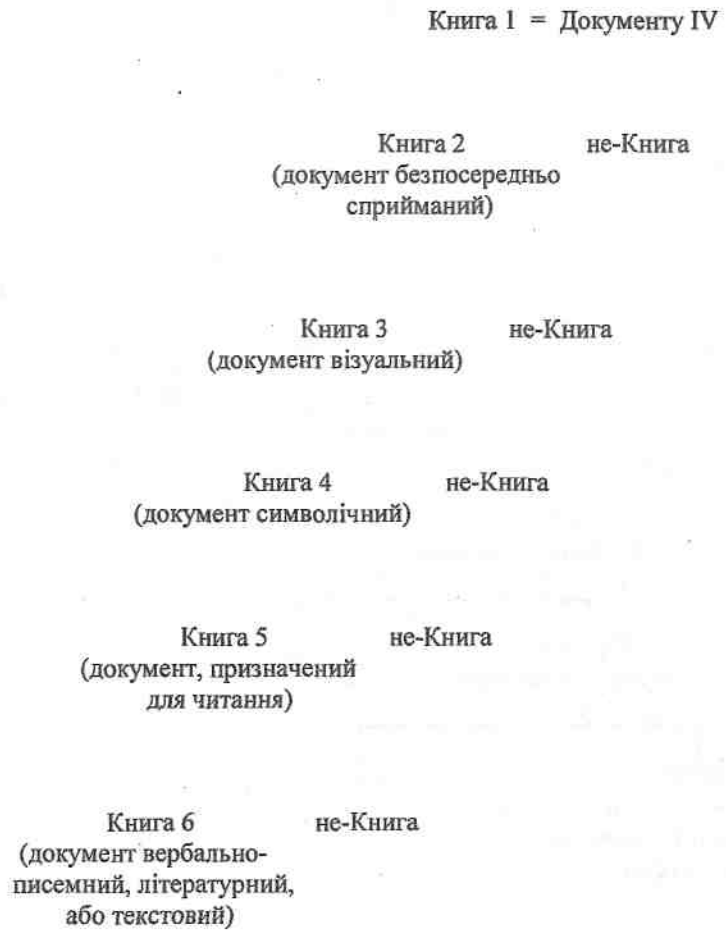 Книга 1 = Документу IV
Книга 2 не-Книга
(документ безпосередньо
сприйманий)
Книга 3 не-Книга
(документ візуальний)
Книга 4 не-Книга
(документ символічний)
Книга 5 не-Книга
(документ, призначений
для читання)
Книга 6 не-Книга
(документ вербально-
писемний, літературний,
або текстовий)